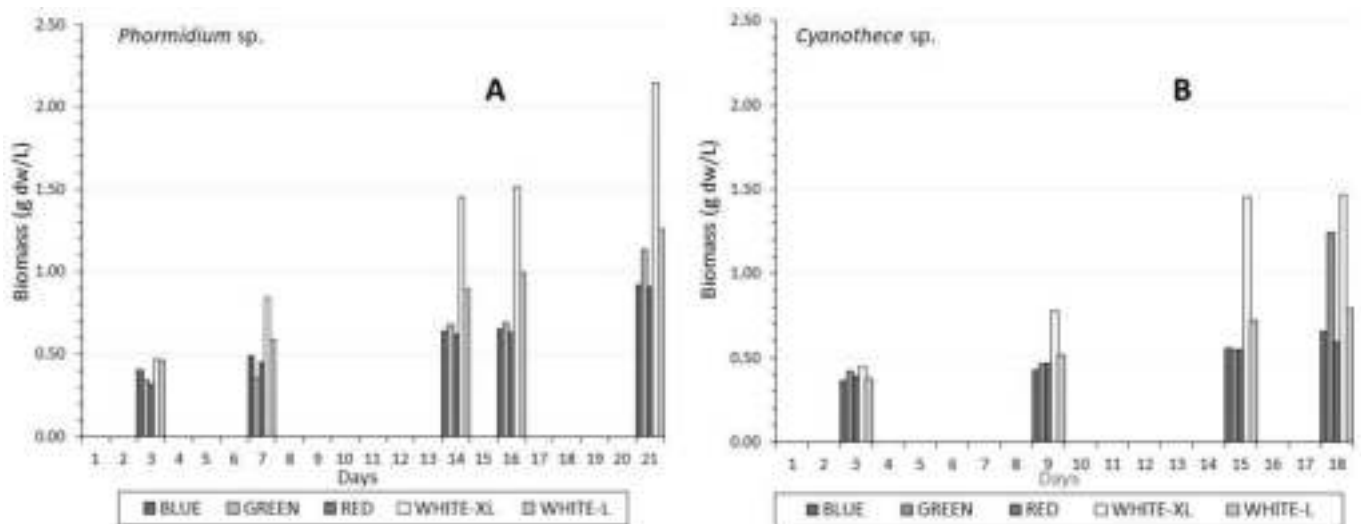 Phormidium sp.
A
2.50
2.00
1.50
1.00
0.50
0.00
Biomass (g dw/L)
1 2 3 4 5 6 7 8 9 10 11 12 13 14 15 16 17 18 19 20 21
Days
BLUE GREEN RED WHITE-XL WHITE-L
Cyanothece sp.
B
2.50
2.00
1.50
1.00
0.50
0.00
Biomass (g dw/L)
1 2 3 4 5 6 7 8 9 10 11 12 13 14 15 16 17 18
Days
BLUE GREEN RED WHITE-XL WHITE-L